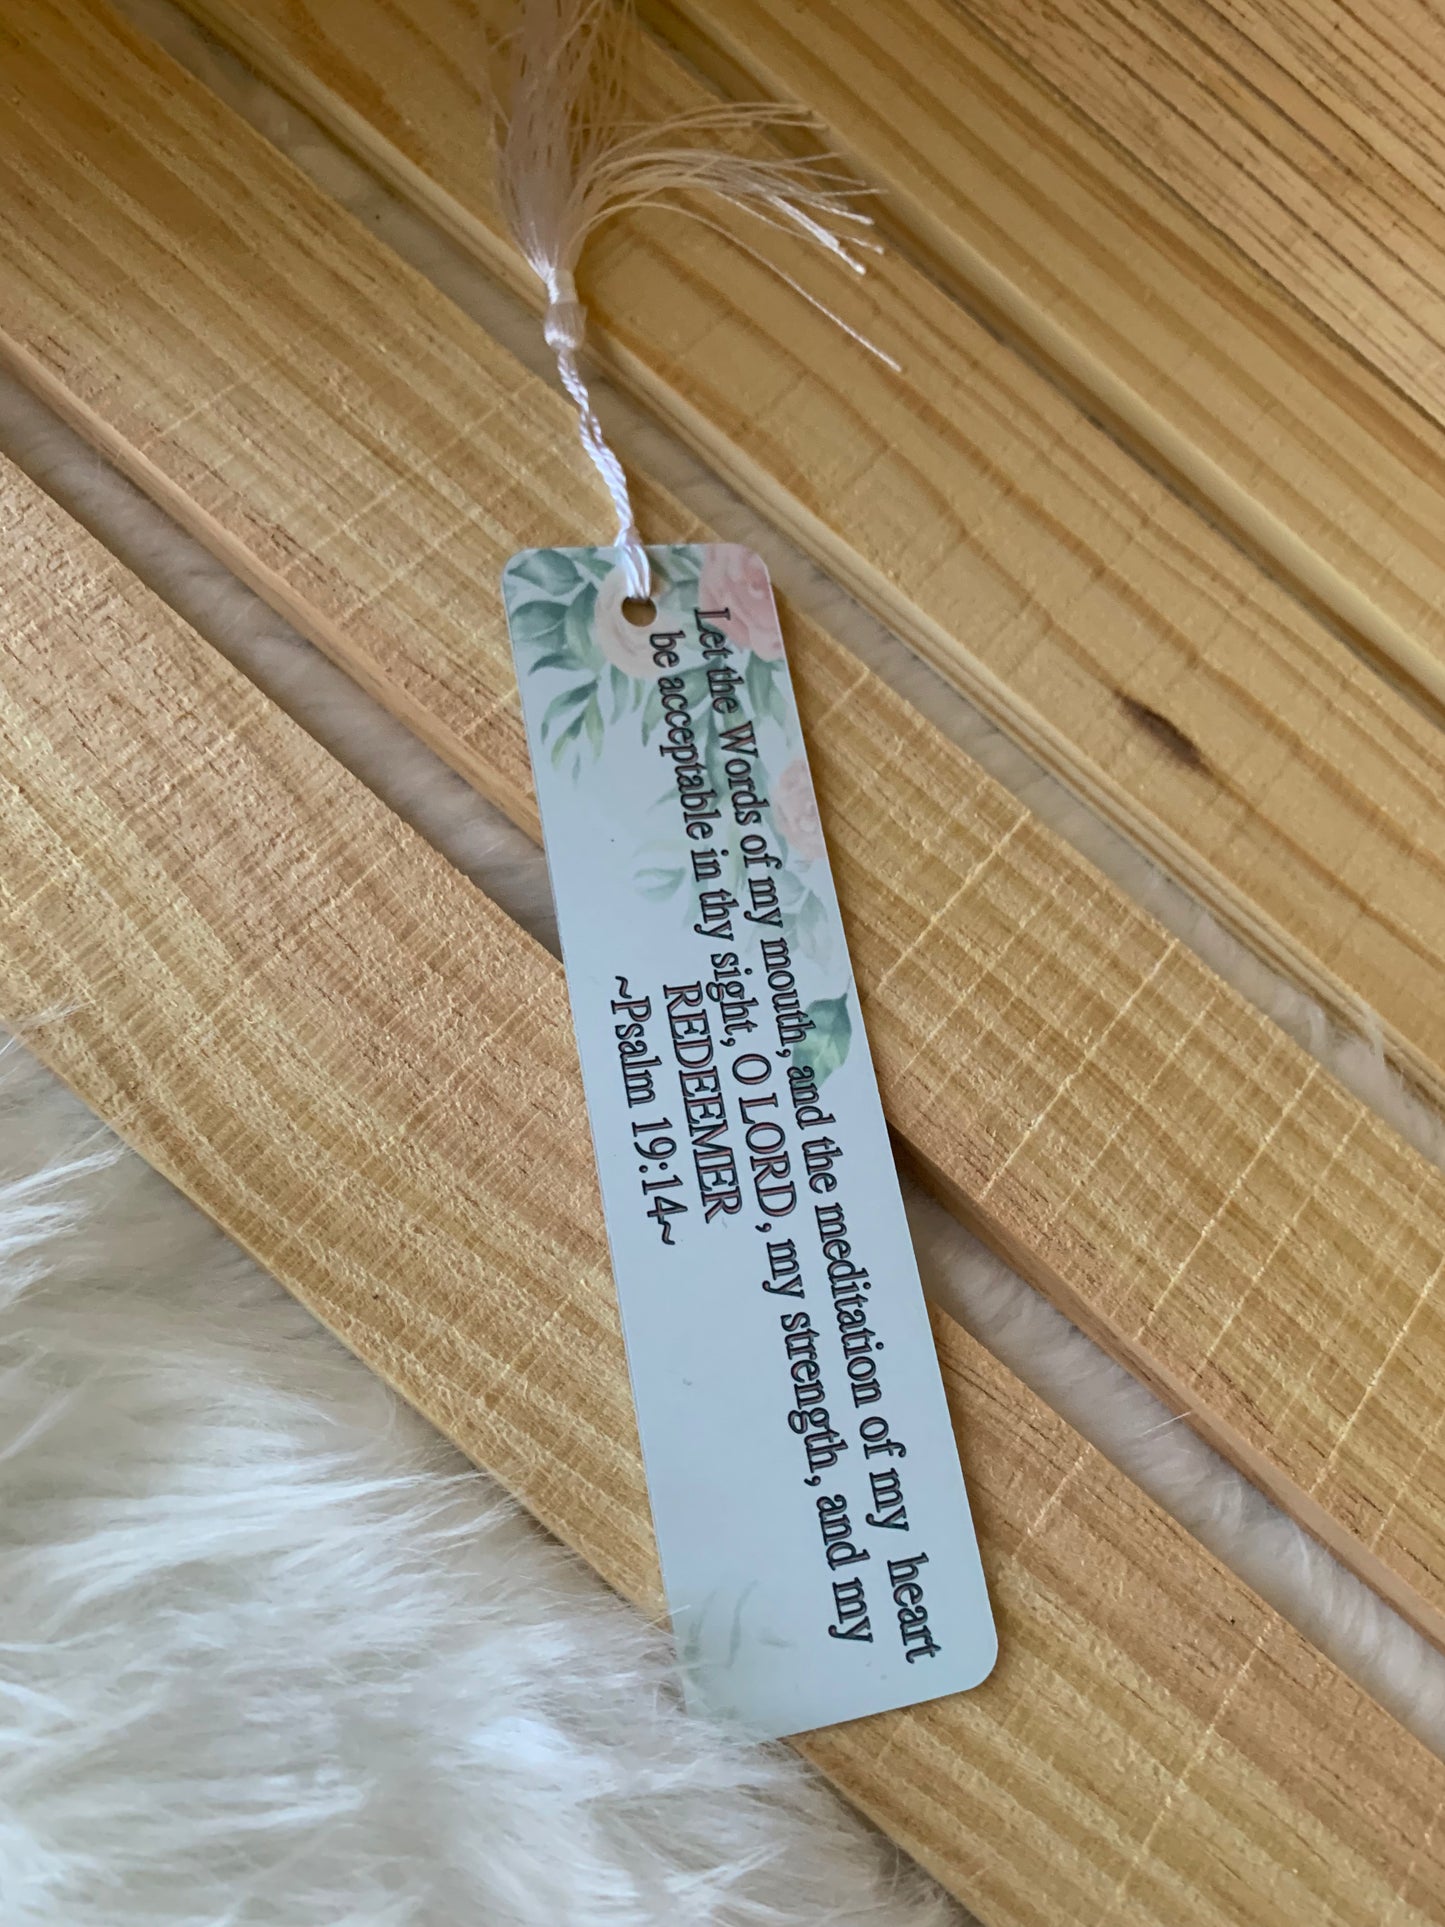 Let the Words of my mouth, and the meditation of my heart
be acceptable in thy sight, O LORD, my strength, and my
REDEEMER
~Psalm 19:14~